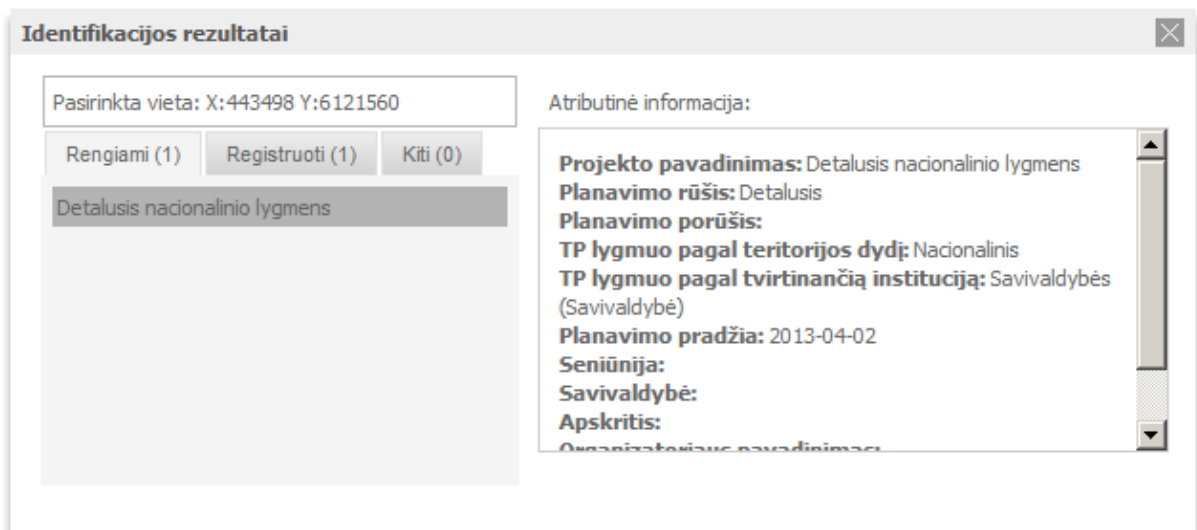 Identifikacijos rezultatai
Pasirinkta vieta: X:443498 Y:6121560
Rengiami (1) Registruoti (1) Kiti (0)
Detalusis nacionalinio lygmens
Atributinė informacija:
Projekto pavadinimas: Detalusis nacionalinio lygmens
Planavimo rūšis: Detalusis
Planavimo porūšis:
TP lygmuo pagal teritorijos dydį: Nacionalinis
TP lygmuo pagal tvirtinančią instituciją: Savivaldybės
(Savivaldybė)
Planavimo pradžia: 2013-04-02
Seniūnija:
Savivaldybė:
Apskritis:
Organizatoriaus pavadinimas: